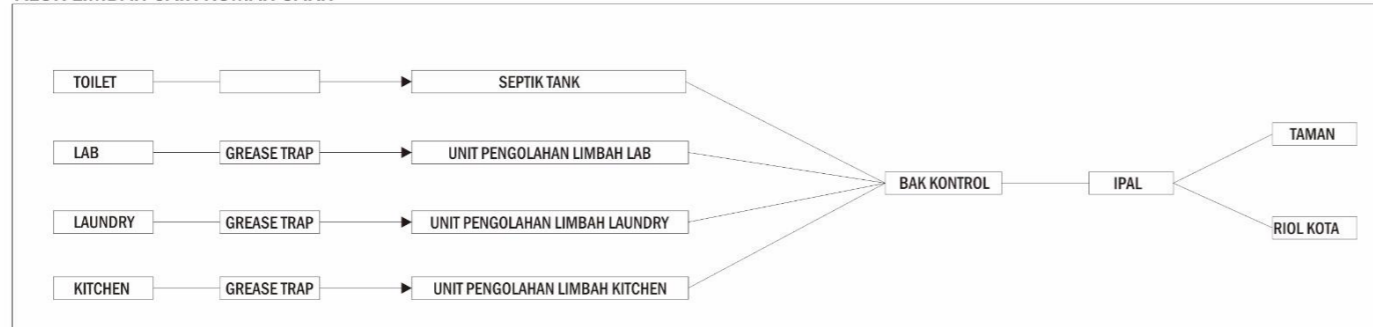 TOILET
SEPTIK TANK
LAB
GREASE TRAP
UNIT PENGOLAHAN LIMBAH LAB
LAUNDRY
GREASE TRAP
UNIT PENGOLAHAN LIMBAH LAUNDRY
KITCHEN
GREASE TRAP
UNIT PENGOLAHAN LIMBAH KITCHEN
BAK KONTROL
IPAL
TAMAN
RIOL KOTA